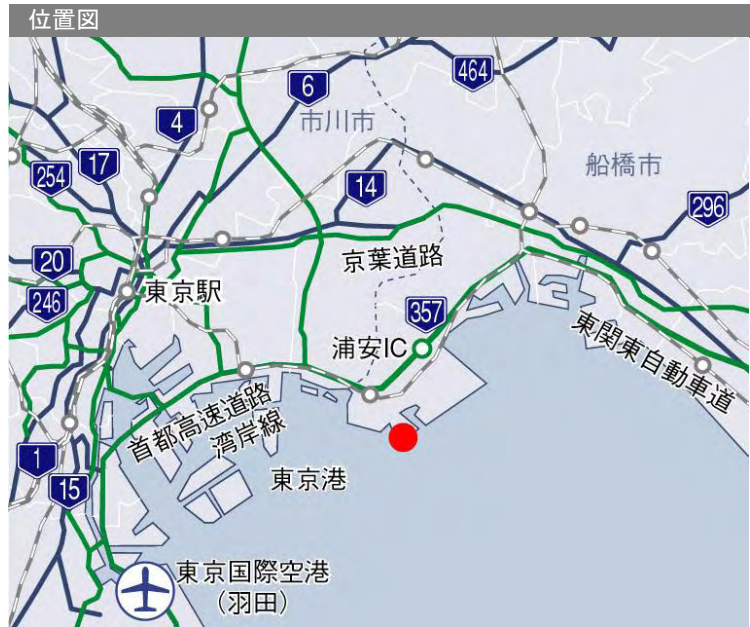 位置図
6
464
4
市川市
17
船橋市
254
14
296
20
京葉道路
246
東京駅
357
浦安IC
東関東自動車道
首都高速道路
湾岸線
1
東京港
15
東京国際空港
(羽田)